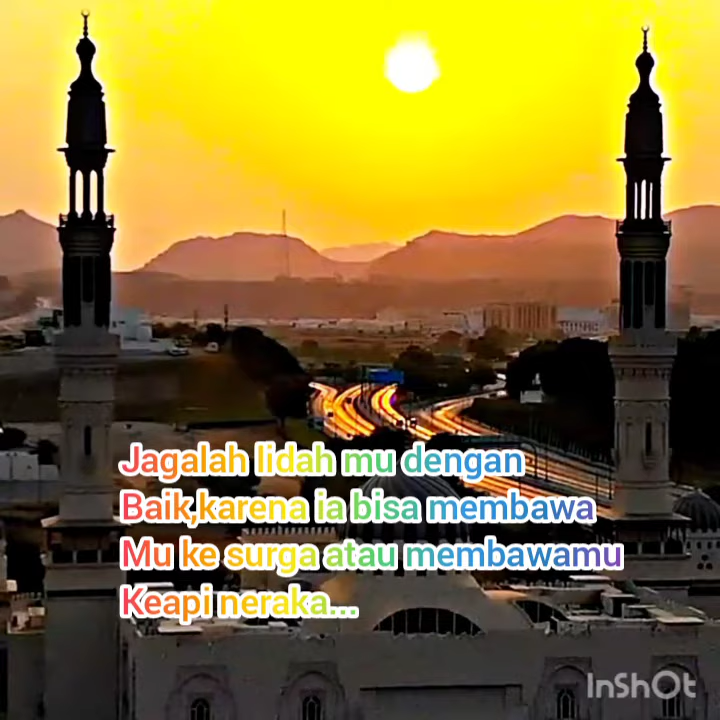 Jagalah lidah mu dengan
Baik,karena ia bisa membawa
Mu ke surga atau membawamu
Keapi neraka...
InShOt